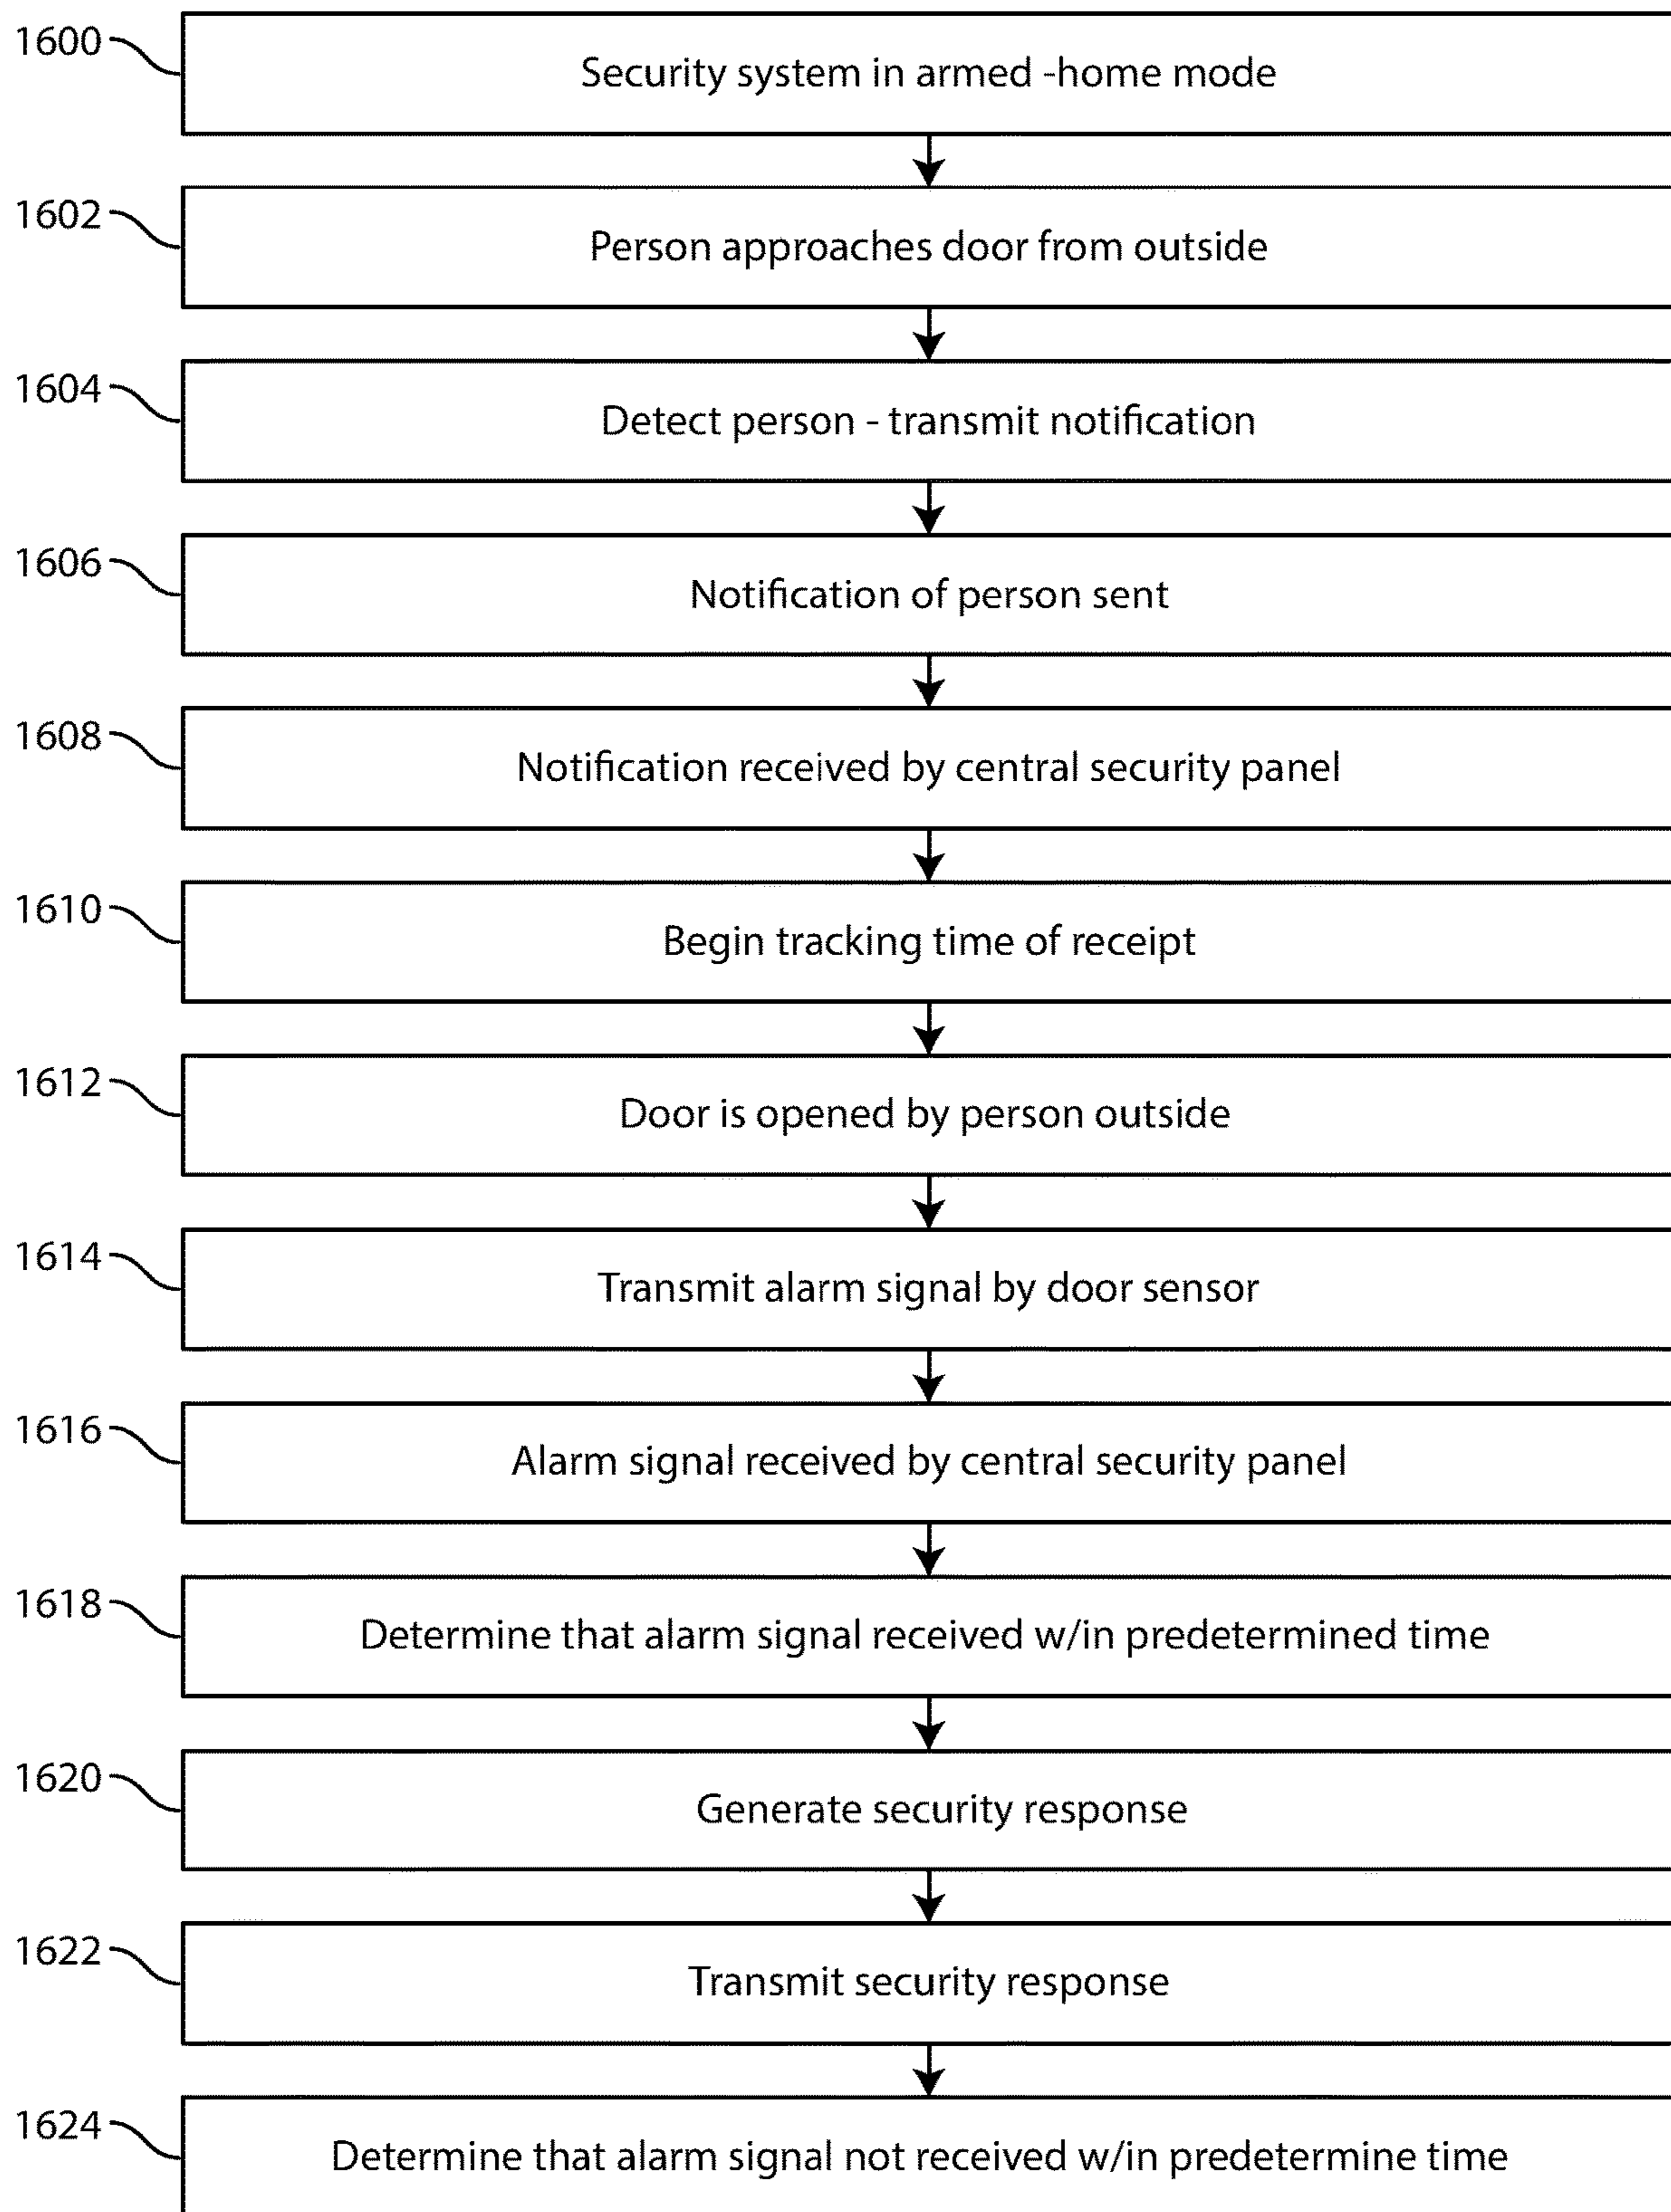 1600
Security system in armed -home mode
1602
Person approaches door from outside
1604
Detect person - transmit notification
1606
Notification of person sent
1608
Notification received by central security panel
1610
Begin tracking time of receipt
1612
Door is opened by person outside
1614
Transmit alarm signal by door sensor
1616
Alarm signal received by central security panel
1618
Determine that alarm signal received w/in predetermined time
1620
Generate security response
1622
Transmit security response
1624
Determine that alarm signal not received w/in predetermine time